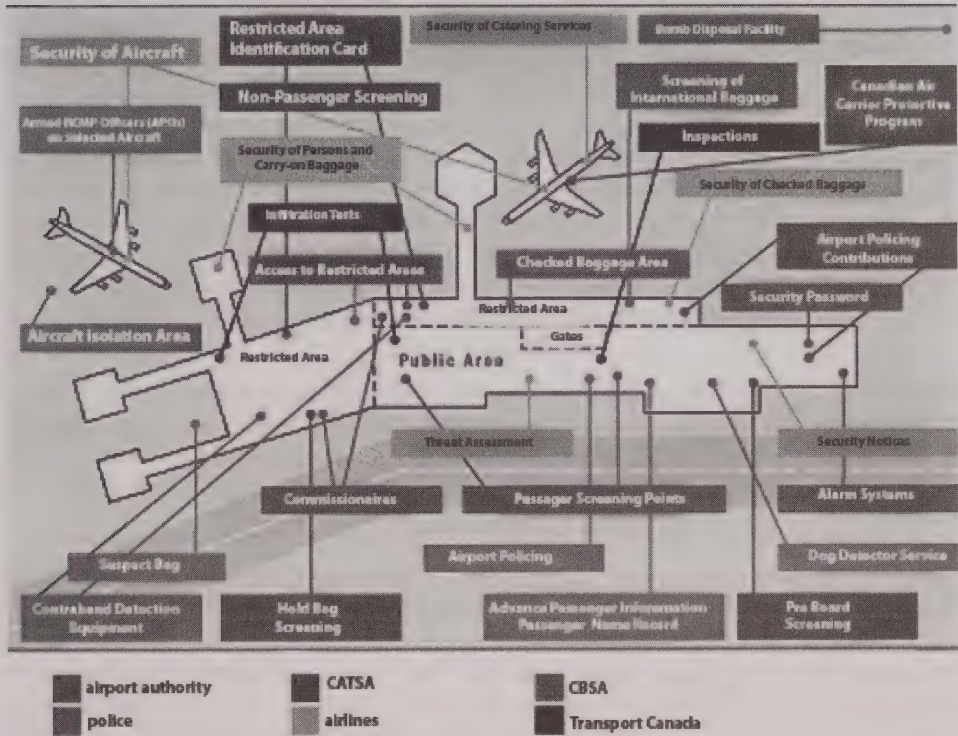 Security of Aircraft
Restricted Area
Identification Card
Security of Catering Services
Bomb Disposal Facility
Non-Passenger Screening
Screening of
International Baggage
Canadian Air
Carrier Protective
Program
Armed RCMP Officers (APOs)
on Selected Aircraft
Security of Persons and
Carry-on Baggage
Inspections
Security of Checked Baggage
Infiltration Tests
Access to Restricted Areas
Checked Baggage Area
Airport Policing
Contributions
Security Password
Aircraft Isolation Area
Restricted Area
Restricted Area
Gates
Public Area
Threat Assessment
Security Notices
Commissioneires
Passager Screening Points
Alarm Systems
Suspect Bag
Airport Policing
Dog Detector Service
Contraband Detection
Equipment
Hold Bag
Screening
Advance Passenger Information
Passenger Name Record
Pre Board
Screening
airport authority
CATSA
CBSA
police
airlines
Transport Canada